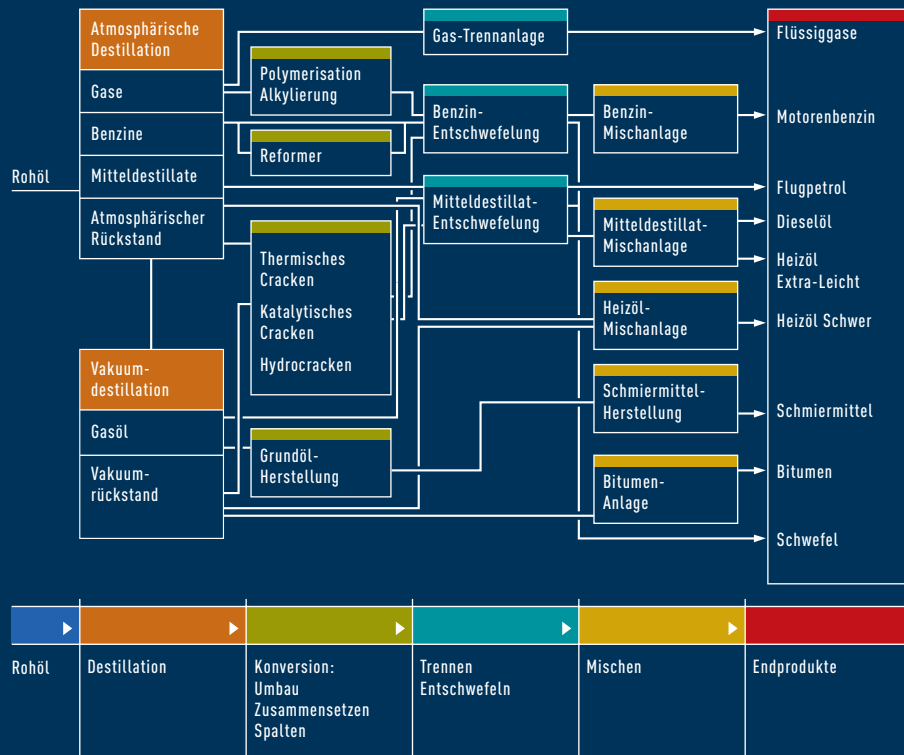 Rohöl
Atmosphärische
Destillation
Gase
Benzine
Mitteldestillate
Atmosphärischer
Rückstand
Vakuum-
destillation
Gasöl
Vakuum-
rückstand
Polymerisation
Alkylierung
Reformer
Thermisches
Cracken
Katalytisches
Cracken
Hydrocracken
Grundöl-
Herstellung
Gas-Trennanlage
Benzin-
Entschwefelung
Mitteldestillat-
Entschwefelung
Benzin-
Mischanlage
Mitteldestillat-
Mischanlage
Heizöl-
Mischanlage
Schmiermittel-
Herstellung
Bitumen-
Anlage
Flüssiggase
Motorenbenzin
Flugpetrol
Dieselöl
Heizöl
Extra-Leicht
Heizöl Schwer
Schmiermittel
Bitumen
Schwefel
Rohöl
Destillation
Konversion:
Umbau
Zusammensetzen
Spalten
Trennen
Entschwefeln
Mischen
Endprodukte